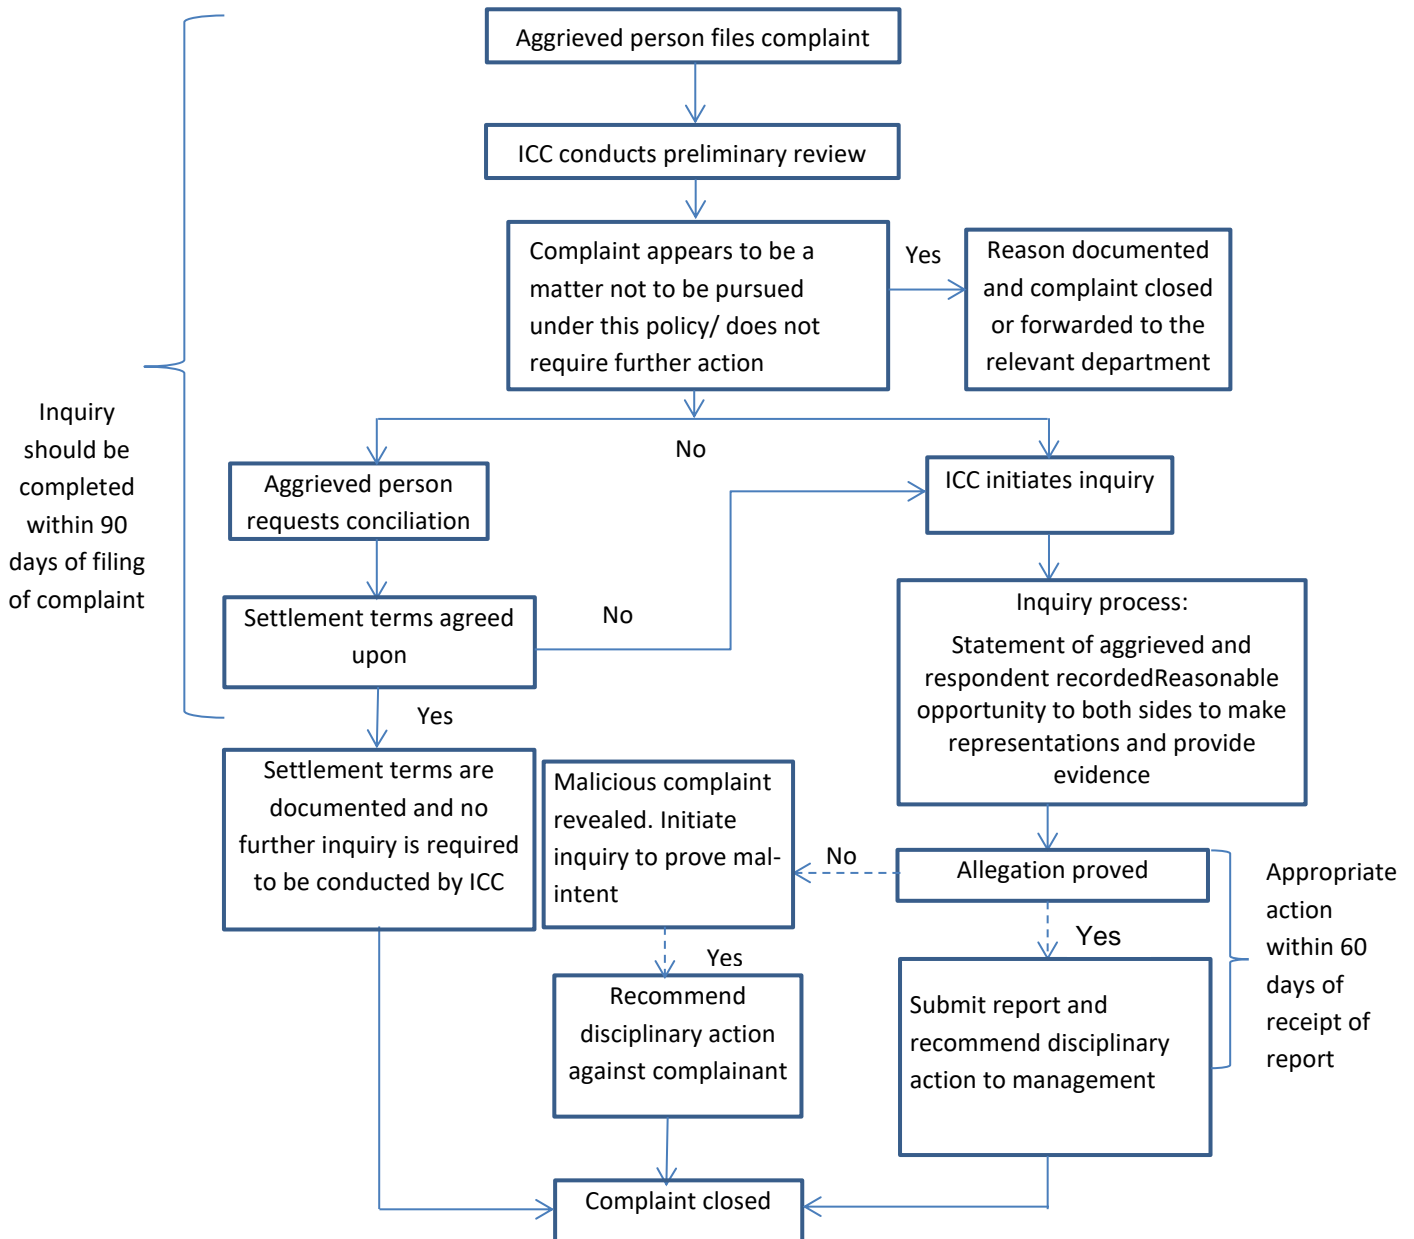 Aggrieved person files complaint
ICC conducts preliminary review
Complaint appears to be a
matter not to be pursued
under this policy/ does not
require further action
Yes
Reason documented
and complaint closed
or forwarded to the
relevant department
Inquiry
should be
completed
within 90
days of filing
of complaint
No
Aggrieved person
requests conciliation
ICC initiates inquiry
Settlement terms agreed
upon
No
Inquiry process:
Statement of aggrieved and
respondent recordedReasonable
opportunity to both sides to make
representations and provide
evidence
Yes
Settlement terms are
documented and no
further inquiry is required
to be conducted by ICC
Malicious complaint
revealed. Initiate
inquiry to prove mal-
intent
No
Allegation proved
Appropriate
action
within 60
days of
receipt of
report
Yes
Yes
Recommend
disciplinary action
against complainant
Submit report and
recommend disciplinary
action to management
Complaint closed